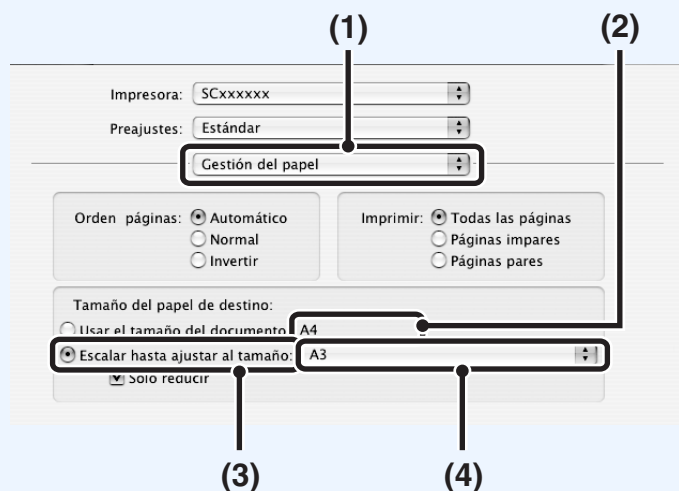 (1) (2)
Impresora: SCxxxxxx
Preajustes: Estándar
Gestión del papel
Orden páginas: Automático Imprimir: Todas las páginas
Normal Páginas impares
Invertir Páginas pares
Tamaño del papel de destino:
Usar el tamaño del documento: A4
Escalar hasta ajustar al tamaño: A3
Sólo reducir
(3) (4)